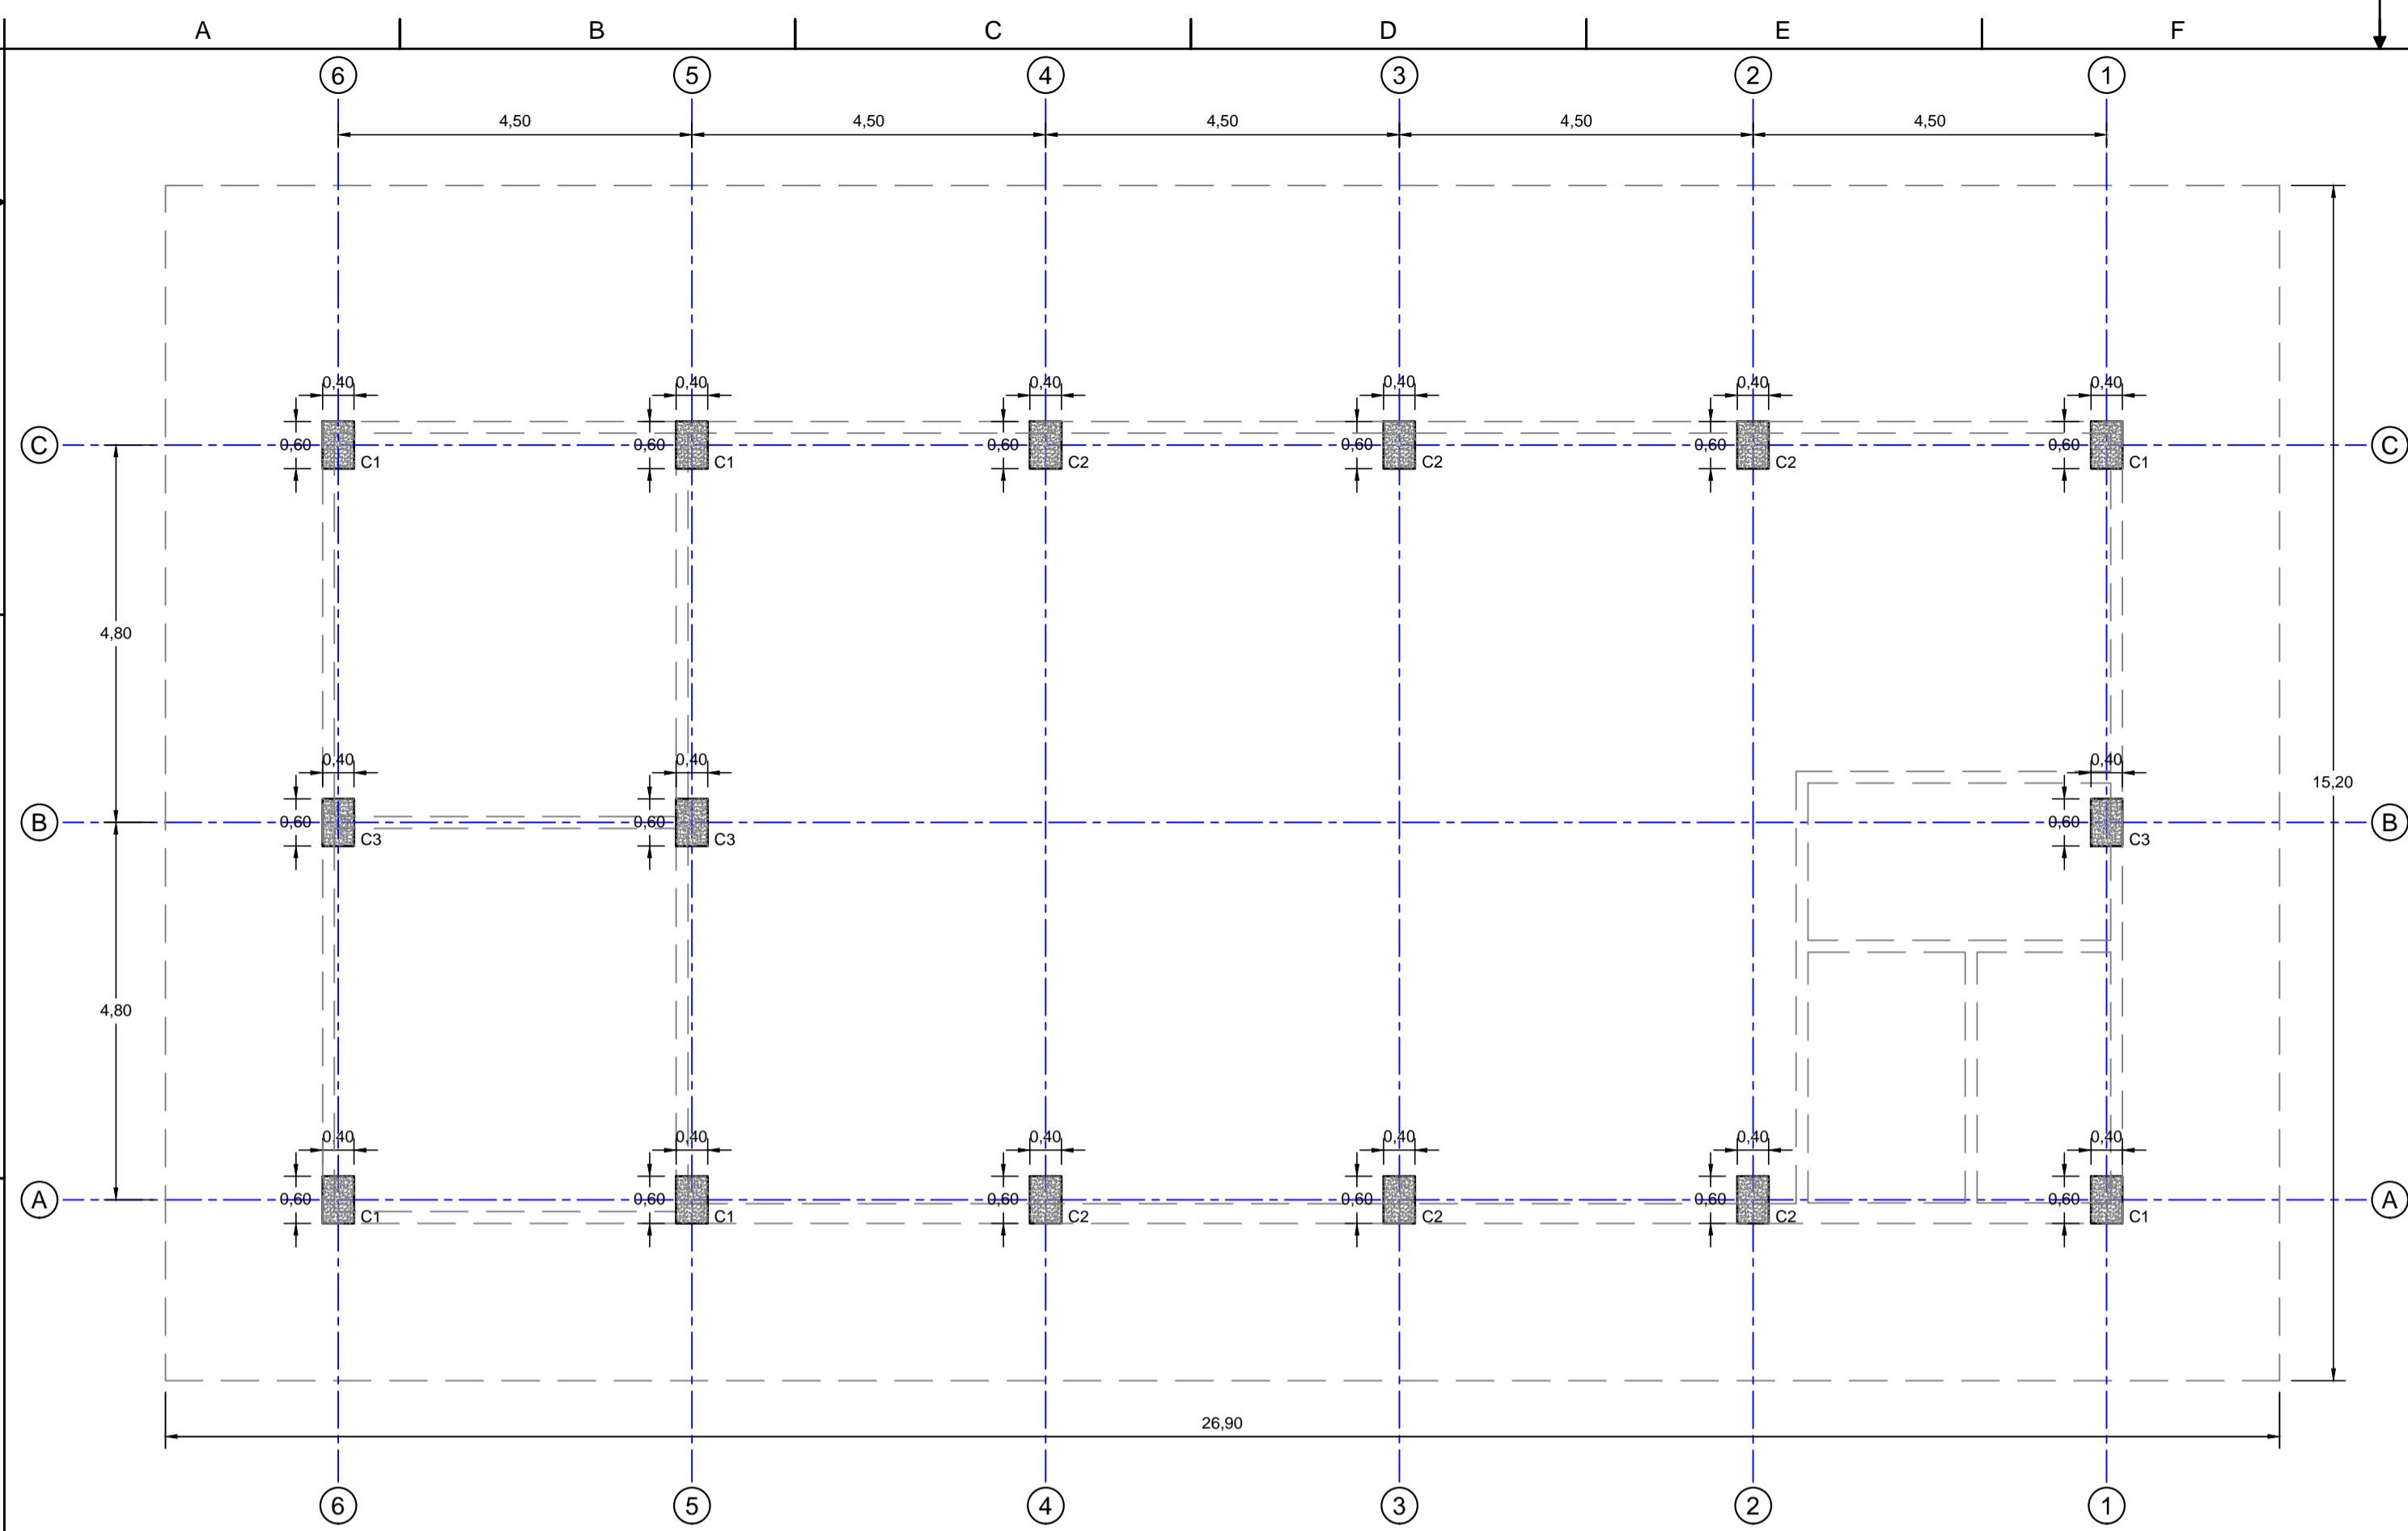 A B C D E F
6 5 4 3 2 1
4,50 4,50 4,50 4,50 4,50
0,40 0,40 0,40 0,40 0,40 0,40
C 0,60 0,60 0,60 0,60 0,60 0,60 C
C1 C1 C2 C2 C2 C1
4,80
0,40 0,40 0,40
15,20
B 0,60 0,60 0,60 B
C3 C3 C3
4,80
0,40 0,40 0,40 0,40 0,40 0,40
A 0,60 0,60 0,60 0,60 0,60 0,60 A
C1 C1 C2 C2 C2 C1
26,90
6 5 4 3 2 1